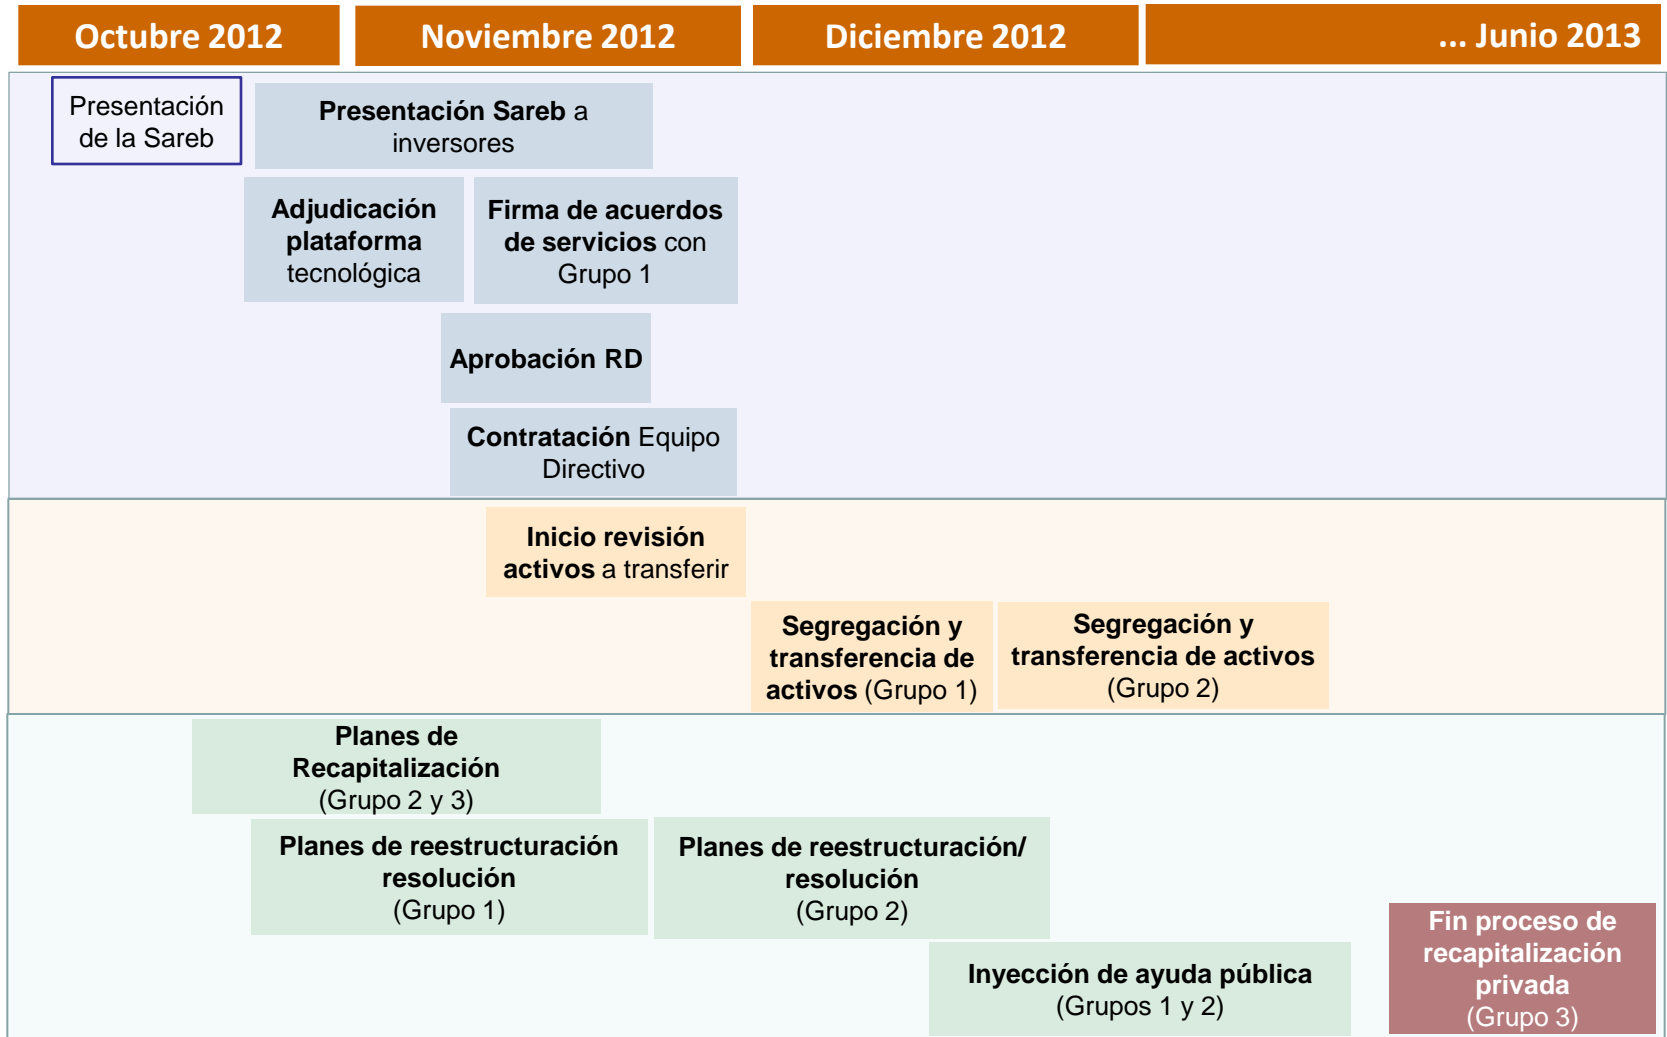 Octubre 2012
Noviembre 2012
Diciembre 2012
... Junio 2013
Presentación
de la Sareb
Presentación Sareb a
inversores
Adjudicación
plataforma
tecnológica
Firma de acuerdos
de servicios con
Grupo 1
Aprobación RD
Contratación Equipo
Directivo
Inicio revisión
activos a transferir
Segregación y
transferencia de
activos (Grupo 1)
Segregación y
transferencia de activos
(Grupo 2)
Planes de
Recapitalización
(Grupo 2 y 3)
Planes de reestructuración
resolución
(Grupo 1)
Planes de reestructuración/
resolución
(Grupo 2)
Inyección de ayuda pública
(Grupos 1 y 2)
Fin proceso de
recapitalización
privada
(Grupo 3)